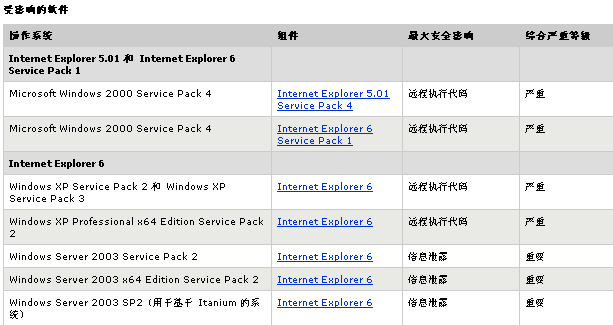 受影响的软件
操作系统 组件 最大安全影响 综合严重等级
Internet Explorer 5.01 和 Internet Explorer 6
Service Pack 1
Microsoft Windows 2000 Service Pack 4 Internet Explorer 5.01 远程执行代码 严重
Service Pack 4
Microsoft Windows 2000 Service Pack 4 Internet Explorer 6 远程执行代码 严重
Service Pack 1
Internet Explorer 6
Windows XP Service Pack 2 和 Windows XP Internet Explorer 6 远程执行代码 严重
Service Pack 3
Windows XP Professional x64 Edition Service Pack Internet Explorer 6 远程执行代码 严重
2
Windows Server 2003 Service Pack 2 Internet Explorer 6 信息泄露 重要
Windows Server 2003 x64 Edition Service Pack 2 Internet Explorer 6 信息泄露 重要
Windows Server 2003 SP2（用于基于 Itanium 的系 Internet Explorer 6 信息泄露 重要
统）